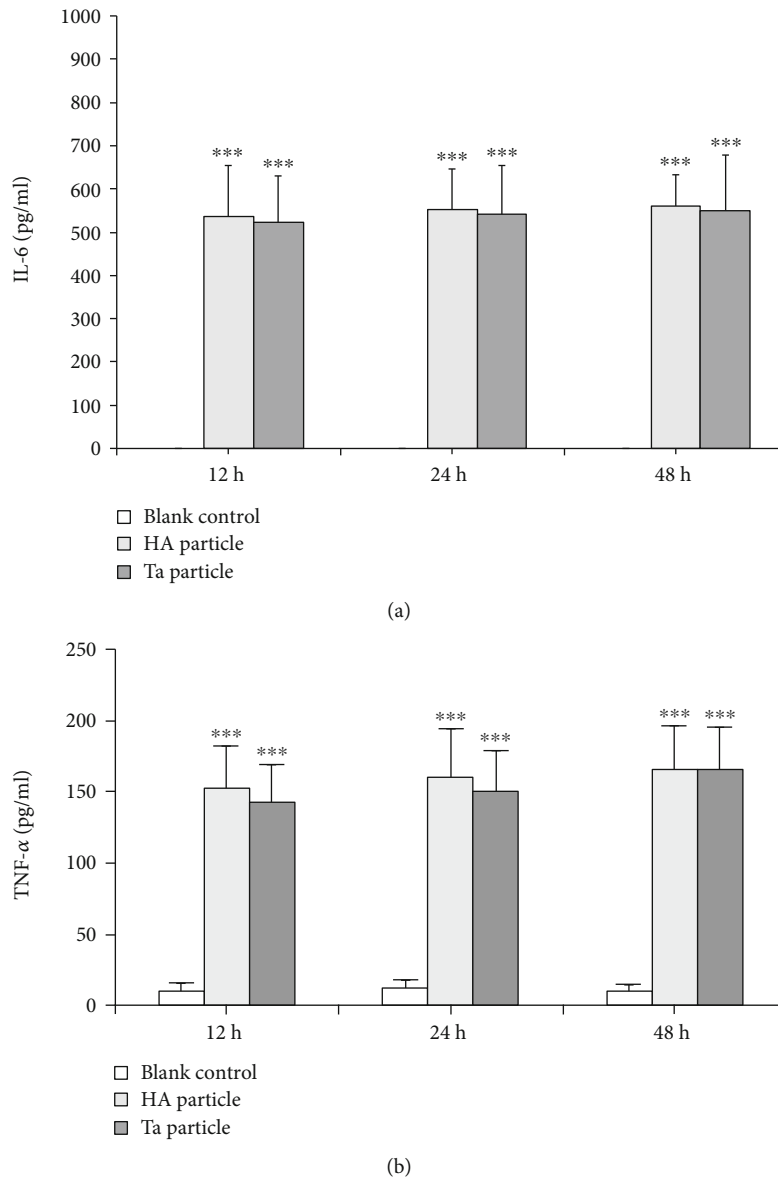 1000
900
800
700
600
500
400
300
200
100
0
IL-6 (pg/ml)
*** *** *** *** *** ***
12 h 24 h 48 h
Blank control
HA particle
Ta particle
(a)
250
200
150
100
50
0
TNF-α (pg/ml)
*** *** *** *** *** ***
12 h 24 h 48 h
Blank control
HA particle
Ta particle
(b)